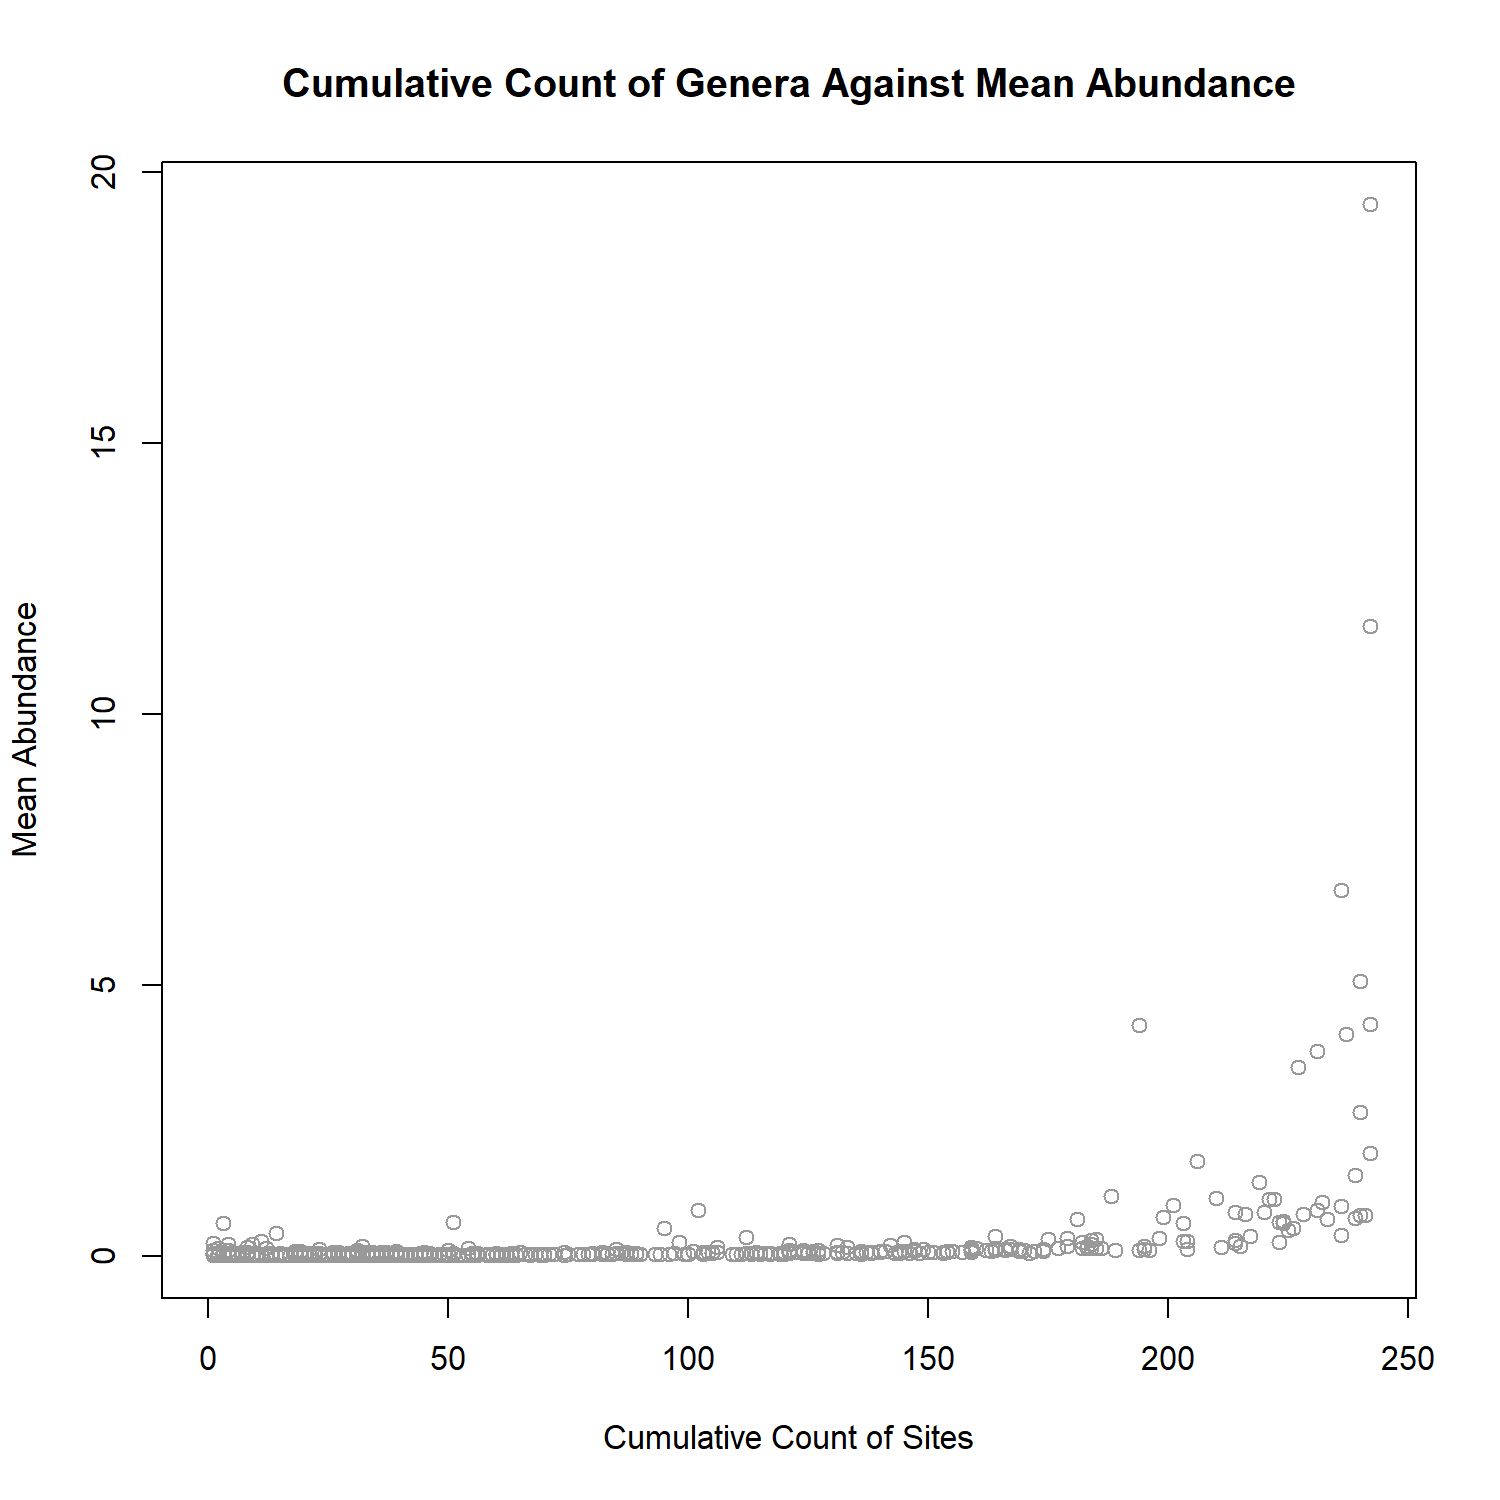 Cumulative Count of Genera Against Mean Abundance
20
15
10
5
0
Mean Abundance
0 50 100 150 200 250
Cumulative Count of Sites